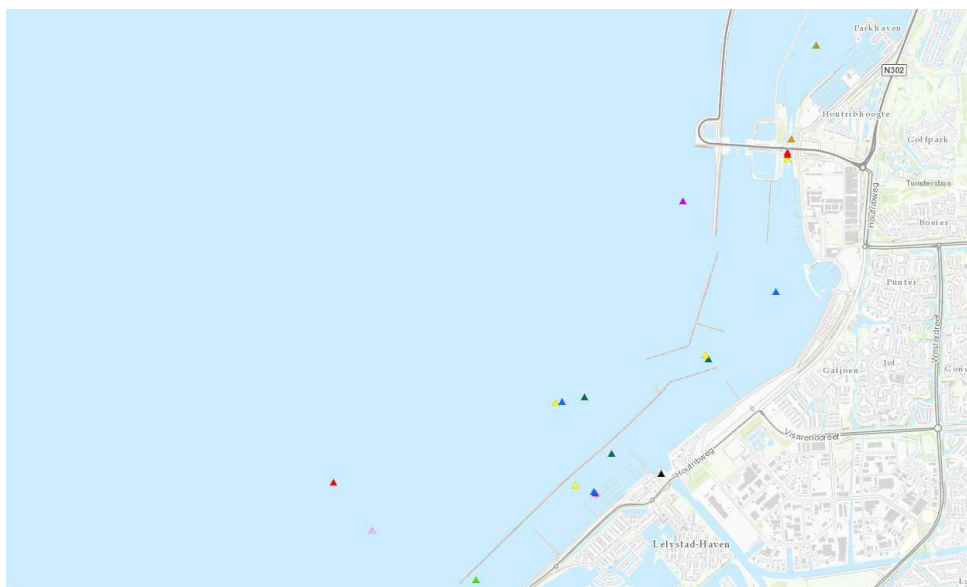 Parkhaven
N302
Houtribhoogte
Golfpark
Tuindersbos
Houtribweg
Boeier
Punter
Westerdreef
Jol
Galjoen
Visarenddreef
Houtribweg
Lelystad-Haven